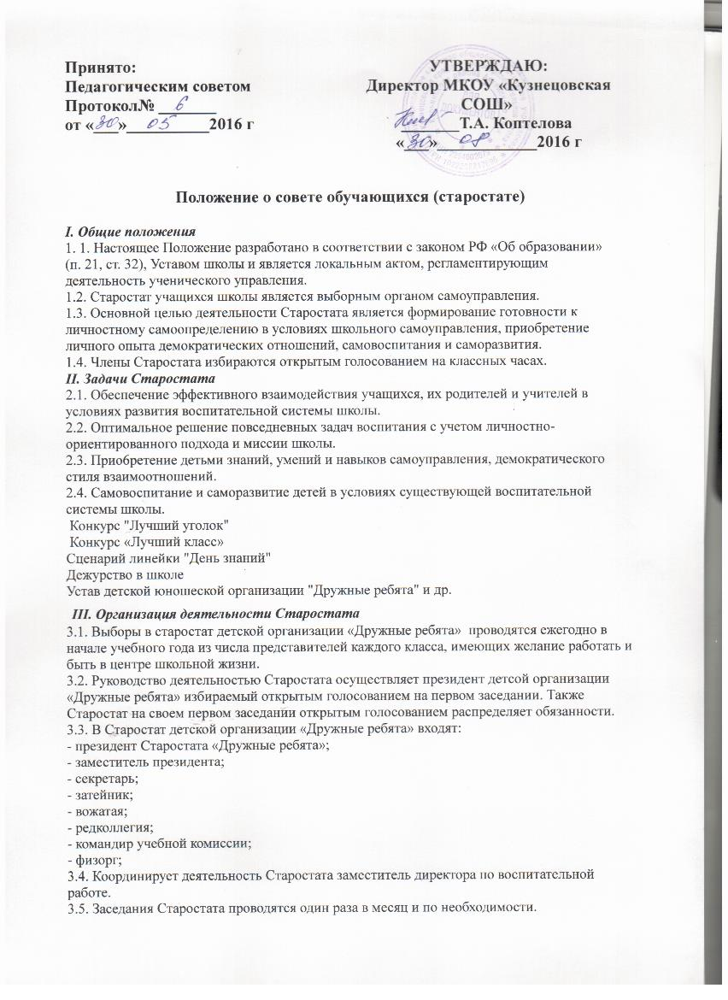 Принято:
Педагогическим советом
Протокол№ 6
от «30» 05 2016 г
УТВЕРЖДАЮ:
Директор МКОУ «Кузнецовская
СОШ»
Т.А. Коптелова
«30» 08 2016 г
Положение о совете обучающихся (старостате)
I. Общие положения
1. 1. Настоящее Положение разработано в соответствии с законом РФ «Об образовании»
(п. 21, ст. 32), Уставом школы и является локальным актом, регламентирующим
деятельность ученического управления.
1.2. Старостат учащихся школы является выборным органом самоуправления.
1.3. Основной целью деятельности Старостата является формирование готовности к
личностному самоопределению в условиях школьного самоуправления, приобретение
личного опыта демократических отношений, самовоспитания и саморазвития.
1.4. Члены Старостата избираются открытым голосованием на классных часах.
II. Задачи Старостата
2.1. Обеспечение эффективного взаимодействия учащихся, их родителей и учителей в
условиях развития воспитательной системы школы.
2.2. Оптимальное решение повседневных задач воспитания с учетом личностно-
ориентированного подхода и миссии школы.
2.3. Приобретение детьми знаний, умений и навыков самоуправления, демократического
стиля взаимоотношений.
2.4. Самовоспитание и саморазвитие детей в условиях существующей воспитательной
системы школы.
Конкурс "Лучший уголок"
Конкурс «Лучший класс»
Сценарий линейки "День знаний"
Дежурство в школе
Устав детской юношеской организации "Дружные ребята" и др.
III. Организация деятельности Старостата
3.1. Выборы в старостат детской организации «Дружные ребята» проводятся ежегодно в
начале учебного года из числа представителей каждого класса, имеющих желание работать и
быть в центре школьной жизни.
3.2. Руководство деятельностью Старостата осуществляет президент детсой организации
«Дружные ребята» избираемый открытым голосованием на первом заседании. Также
Старостат на своем первом заседании открытым голосованием распределяет обязанности.
3.3. В Старостат детской организации «Дружные ребята» входят:
- президент Старостата «Дружные ребята»;
- заместитель президента;
- секретарь;
- затейник;
- вожатая;
- редколлегия;
- командир учебной комиссии;
- физорг;
3.4. Координирует деятельность Старостата заместитель директора по воспитательной
работе.
3.5. Заседания Старостата проводятся один раза в месяц и по необходимости.